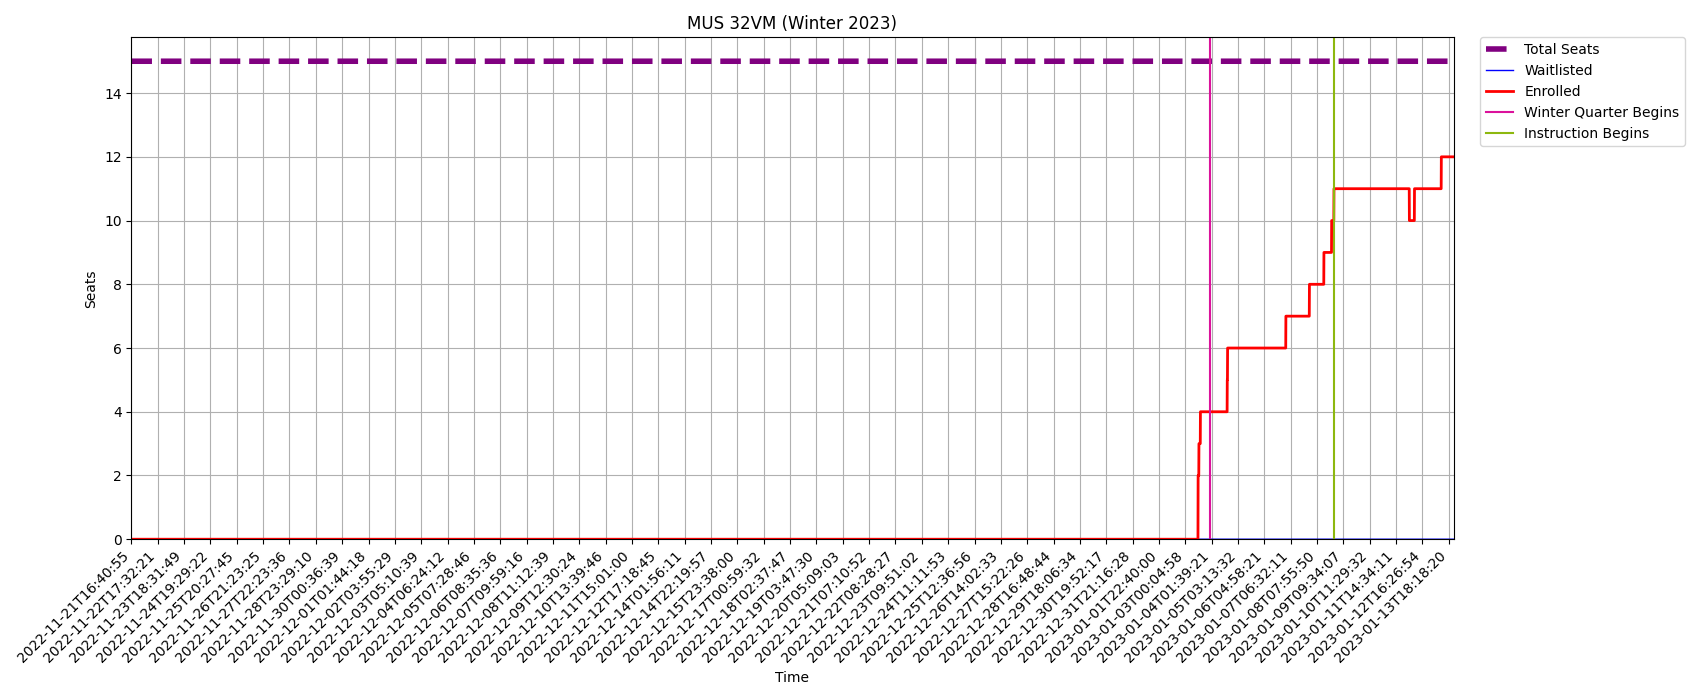 MUS 32VM (Winter 2023)
Total Seats
Waitlisted
Enrolled
Winter Quarter Begins
Instruction Begins
Seats
14
12
10
8
6
4
2
0
2022-11-21T16:40:55
2022-11-22T17:32:21
2022-11-23T18:31:49
2022-11-24T19:29:22
2022-11-25T20:27:45
2022-11-26T21:23:25
2022-11-27T22:23:36
2022-11-28T23:29:10
2022-11-30T00:36:39
2022-12-01T01:44:18
2022-12-02T03:55:29
2022-12-03T05:10:39
2022-12-04T06:24:12
2022-12-05T07:28:46
2022-12-06T08:35:36
2022-12-07T09:59:16
2022-12-08T11:12:39
2022-12-09T12:30:24
2022-12-10T13:39:46
2022-12-11T15:01:00
2022-12-12T17:18:45
2022-12-14T01:56:11
2022-12-14T22:19:57
2022-12-15T23:38:00
2022-12-17T00:59:32
2022-12-18T02:37:47
2022-12-19T03:47:30
2022-12-20T05:09:03
2022-12-21T07:10:52
2022-12-22T08:28:27
2022-12-23T09:51:02
2022-12-24T11:11:53
2022-12-25T12:36:56
2022-12-26T14:02:33
2022-12-27T15:22:26
2022-12-28T16:48:44
2022-12-29T18:06:34
2022-12-30T19:52:17
2022-12-31T21:16:28
2023-01-01T22:40:00
2023-01-03T00:04:58
2023-01-04T01:39:21
2023-01-05T03:13:32
2023-01-06T04:58:21
2023-01-07T06:32:11
2023-01-08T07:55:50
2023-01-09T09:34:07
2023-01-10T11:29:32
2023-01-11T14:34:11
2023-01-12T16:26:54
2023-01-13T18:18:20
Time